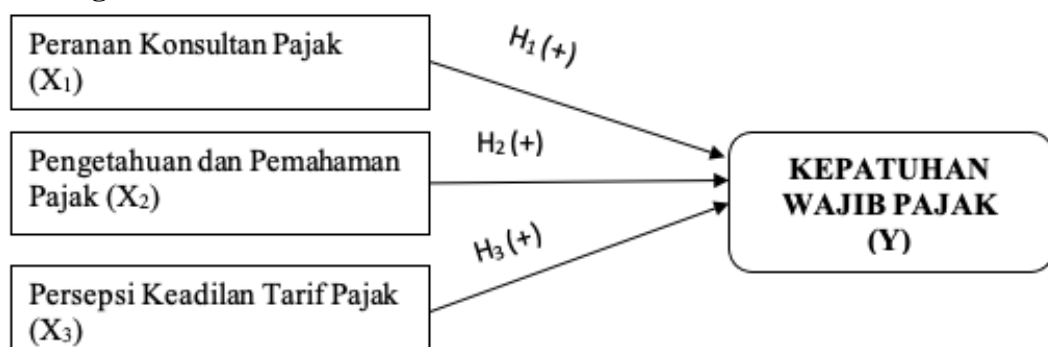 Peranan Konsultan Pajak
(X₁)
H₁ (+)
Pengetahuan dan Pemahaman
Pajak (X₂)
H₂ (+)
Persepsi Keadilan Tarif Pajak
(X₃)
H₃ (+)
KEPATUHAN
WAJIB PAJAK
(Y)